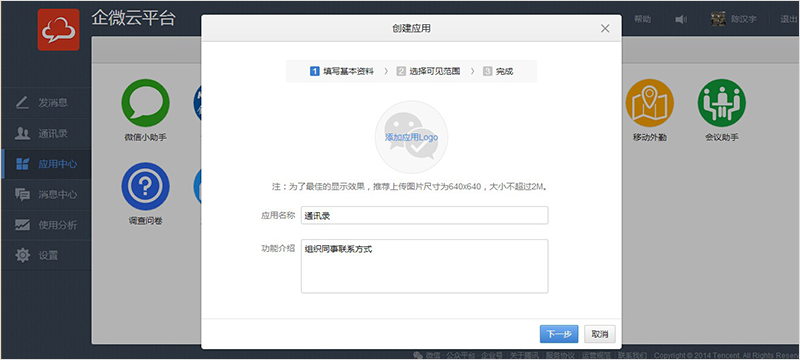 企微云平台
帮助
陈汉宇
退出
创建应用
1 填写基本资料
2 选择可见范围
3 完成
添加应用Logo
注：为了最佳的显示效果，推荐上传图片尺寸为640x640，大小不超过2M。
应用名称
通讯录
功能介绍
组织同事联系方式
下一步
取消
发消息
通讯录
应用中心
消息中心
使用分析
设置
微信小助手
调查问卷
移动外勤
会议助手
微信 公众平台 企业号 关于腾讯 服务协议 运营规范 联系我们 Copyright © 2014 Tencent. All Rights Rese